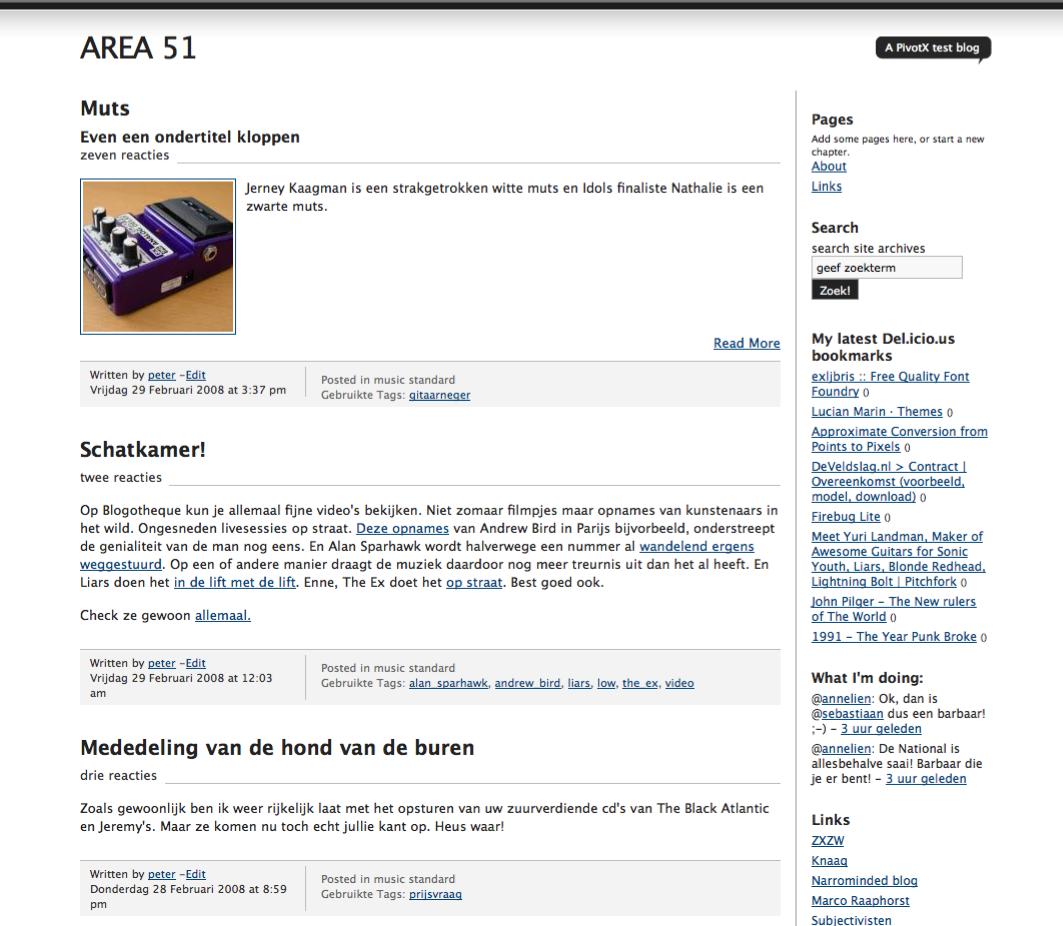 AREA 51
A PivotX test blog
Muts
Even een ondertitel kloppen
zeven reacties
Jerney Kaagman is een strakgetrokken witte muts en Idols finaliste Nathalie is een
zwarte muts.
Read More
Written by peter ~Edit
Vrijdag 29 Februari 2008 at 3:37 pm
Posted in music standard
Gebruikte Tags: gitaarneger
Schatkamer!
twee reacties
Op Blogotheque kun je allemaal fijne video's bekijken. Niet zomaar filmpjes maar opnames van kunstenaars in
het wild. Ongesneden livesessies op straat. Deze opnames van Andrew Bird in Parijs bijvorbeeld, onderstreept
de genialiteit van de man nog eens. En Alan Sparhawk wordt halverwege een nummer al wandelend ergens
weggestuurd. Op een of andere manier draagt de muziek daardoor nog meer treurnis uit dan het al heeft. En
Liars doen het in de lift met de lift. Enne, The Ex doet het op straat. Best goed ook.
Check ze gewoon allemaal.
Written by peter ~Edit
Vrijdag 29 Februari 2008 at 12:03
am
Posted in music standard
Gebruikte Tags: alan_sparhawk, andrew_bird, liars, low, the_ex, video
Mededeling van de hond van de buren
drie reacties
Zoals gewoonlijk ben ik weer rijkelijk laat met het opsturen van uw zuurverdiende cd's van The Black Atlantic
en Jeremy's. Maar ze komen nu toch echt jullie kant op. Heus waar!
Written by peter ~Edit
Donderdag 28 Februari 2008 at 8:59
pm
Posted in music standard
Gebruikte Tags: prijsvraag
Pages
Add some pages here, or start a new
chapter.
About
Links
Search
search site archives
geef zoekterm
Zoek!
My latest Del.icio.us
bookmarks
exljbris :: Free Quality Font
Foundry ()
Lucian Marin · Themes ()
Approximate Conversion from
Points to Pixels ()
DeVeldslag.nl > Contract |
Overeenkomst (voorbeeld,
model, download) ()
Firebug Lite ()
Meet Yuri Landman, Maker of
Awesome Guitars for Sonic
Youth, Liars, Blonde Redhead,
Lightning Bolt | Pitchfork ()
John Pilger – The New rulers
of The World ()
1991 – The Year Punk Broke ()
What I'm doing:
@annelien: Ok, dan is
@sebastiaan dus een barbaar!
;-) – 3 uur geleden
@annelien: De National is
allesbehalve saai! Barbaar die
je er bent! – 3 uur geleden
Links
ZXZW
Knaag
Narrominded blog
Marco Raaphorst
Subjectivisten